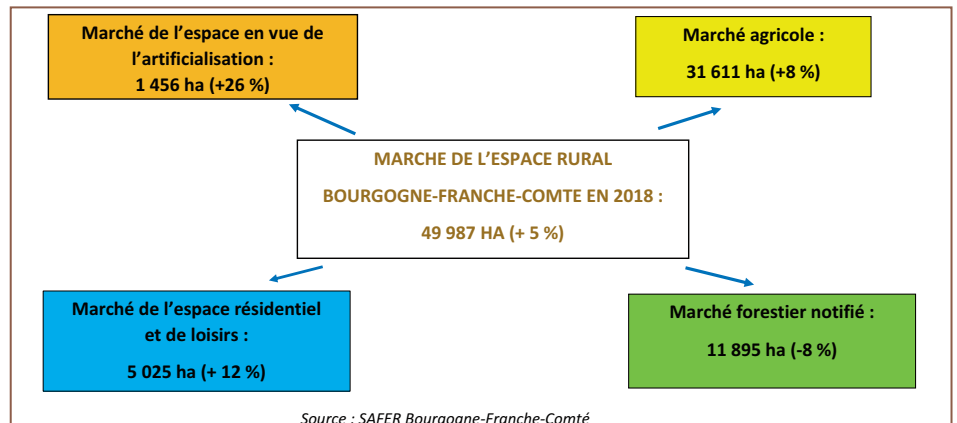 Marché de l'espace en vue de
l'artificialisation :
1 456 ha (+26 %)
Marché agricole :
31 611 ha (+8 %)
MARCHE DE L'ESPACE RURAL
BOURGOGNE-FRANCHE-COMTE EN 2018 :
49 987 HA (+ 5 %)
Marché de l'espace résidentiel
et de loisirs :
5 025 ha (+ 12 %)
Marché forestier notifié :
11 895 ha (-8 %)
Source : SAFER Bourgogne-Franche-Comté